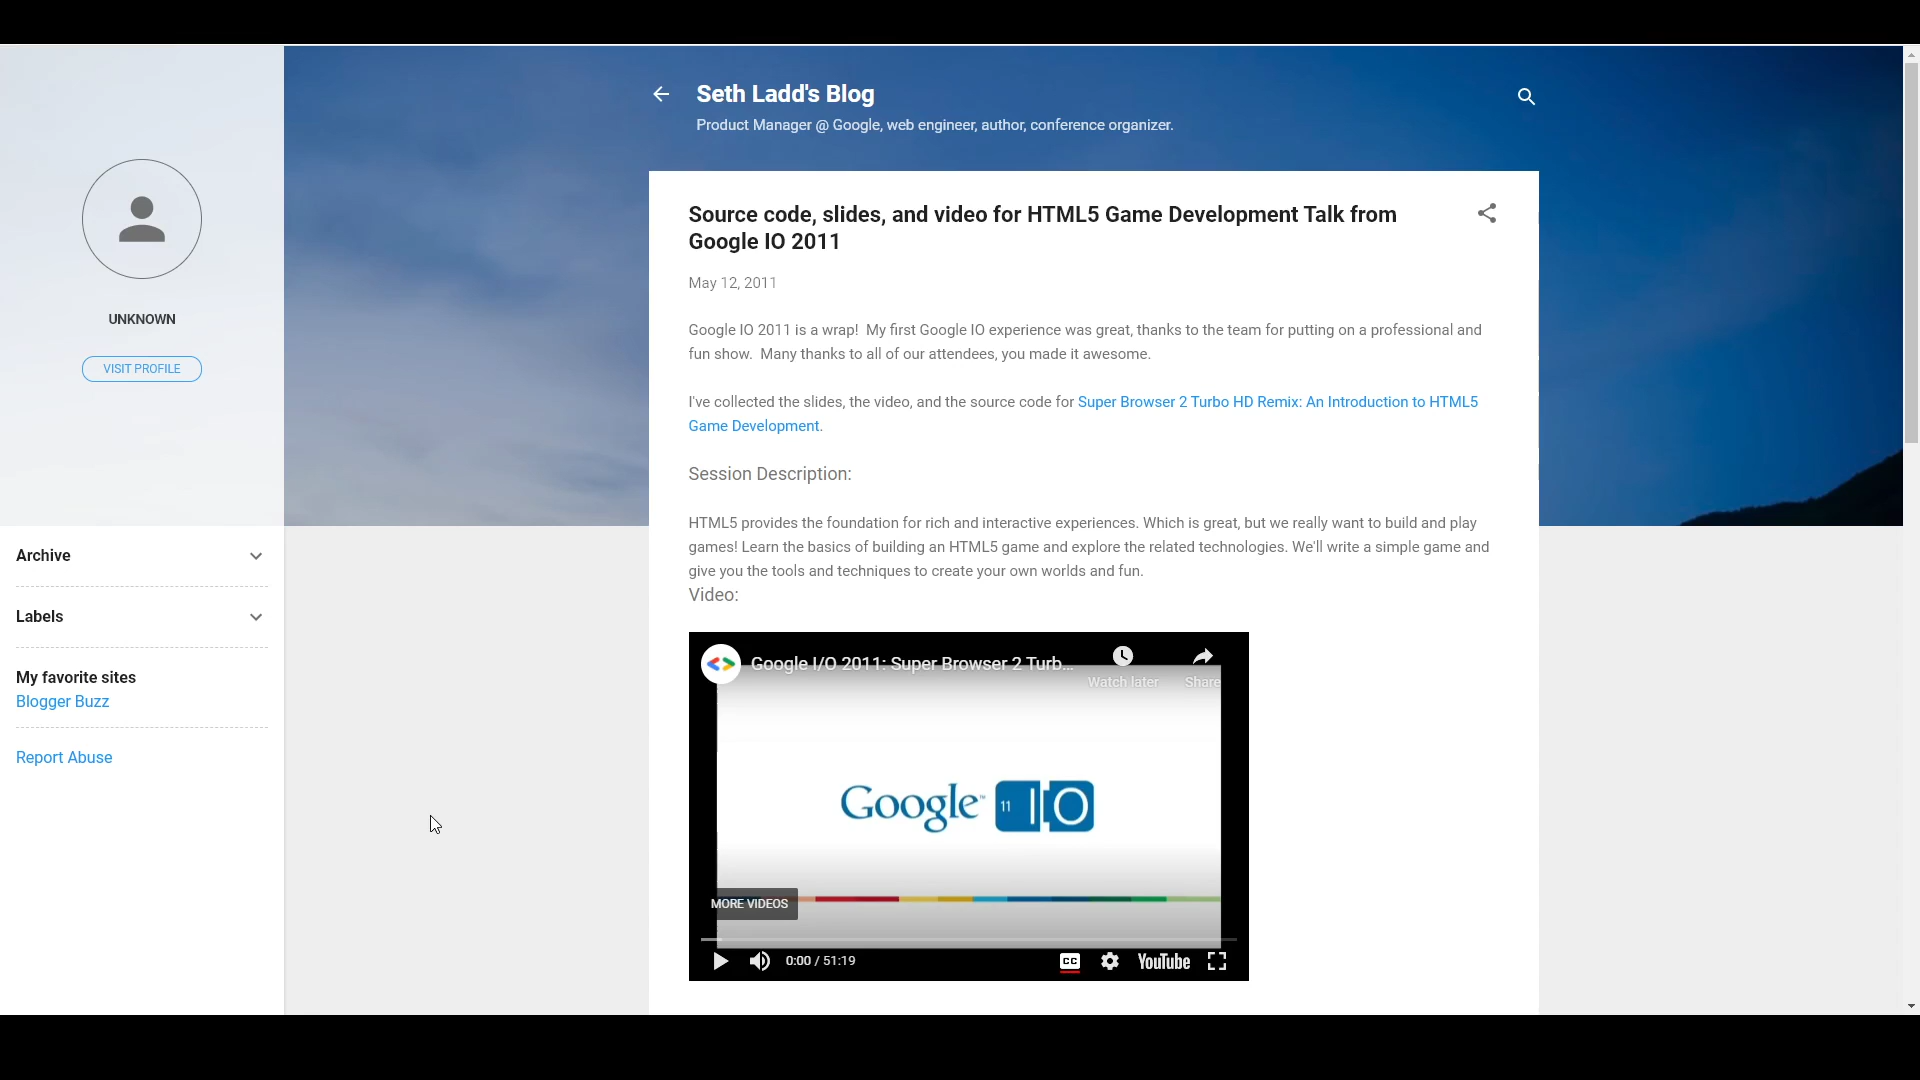 Seth Ladd's Blog
Product Manager @ Google, web engineer, author, conference organizer.
UNKNOWN
VISIT PROFILE
Archive
Labels
My favorite sites
Blogger Buzz
Report Abuse
Source code, slides, and video for HTML5 Game Development Talk from
Google IO 2011
May 12, 2011
Google IO 2011 is a wrap!  My first Google IO experience was great, thanks to the team for putting on a professional and
fun show.  Many thanks to all of our attendees, you made it awesome.
I've collected the slides, the video, and the source code for Super Browser 2 Turbo HD Remix: An Introduction to HTML5
Game Development.
Session Description:
HTML5 provides the foundation for rich and interactive experiences. Which is great, but we really want to build and play
games! Learn the basics of building an HTML5 game and explore the related technologies. We'll write a simple game and
give you the tools and techniques to create your own worlds and fun.
Video:
Google I/O 2011: Super Browser 2 Turb...
Watch later
Share
Google™ 11 IO
MORE VIDEOS
0:00 / 51:19
CC
YouTube